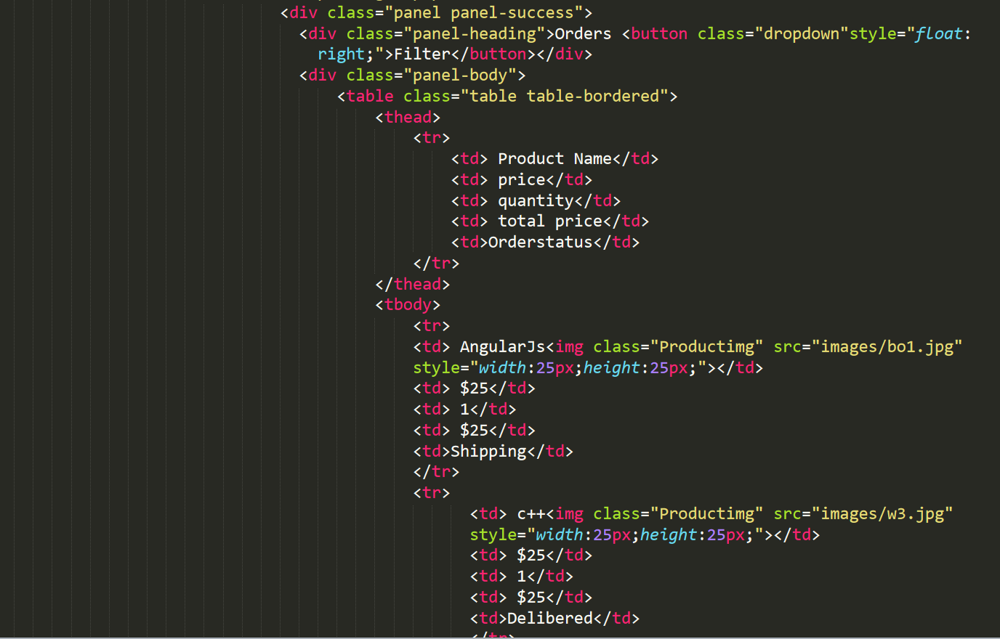 <div class="panel panel-success">
<div class="panel-heading">Orders <button class="dropdown"style="float:
right;">Filter</button></div>
<div class="panel-body">
<table class="table table-bordered">
<thead>
<tr>
<td> Product Name</td>
<td> price</td>
<td> quantity</td>
<td> total price</td>
<td>Orderstatus</td>
</tr>
</thead>
<tbody>
<tr>
<td> AngularJs<img class="Productimg" src="images/bo1.jpg"
style="width:25px;height:25px;"></td>
<td> $25</td>
<td> 1</td>
<td> $25</td>
<td>Shipping</td>
</tr>
<tr>
<td> c++<img class="Productimg" src="images/w3.jpg"
style="width:25px;height:25px;"></td>
<td> $25</td>
<td> 1</td>
<td> $25</td>
<td>Delibered</td>
</tr>